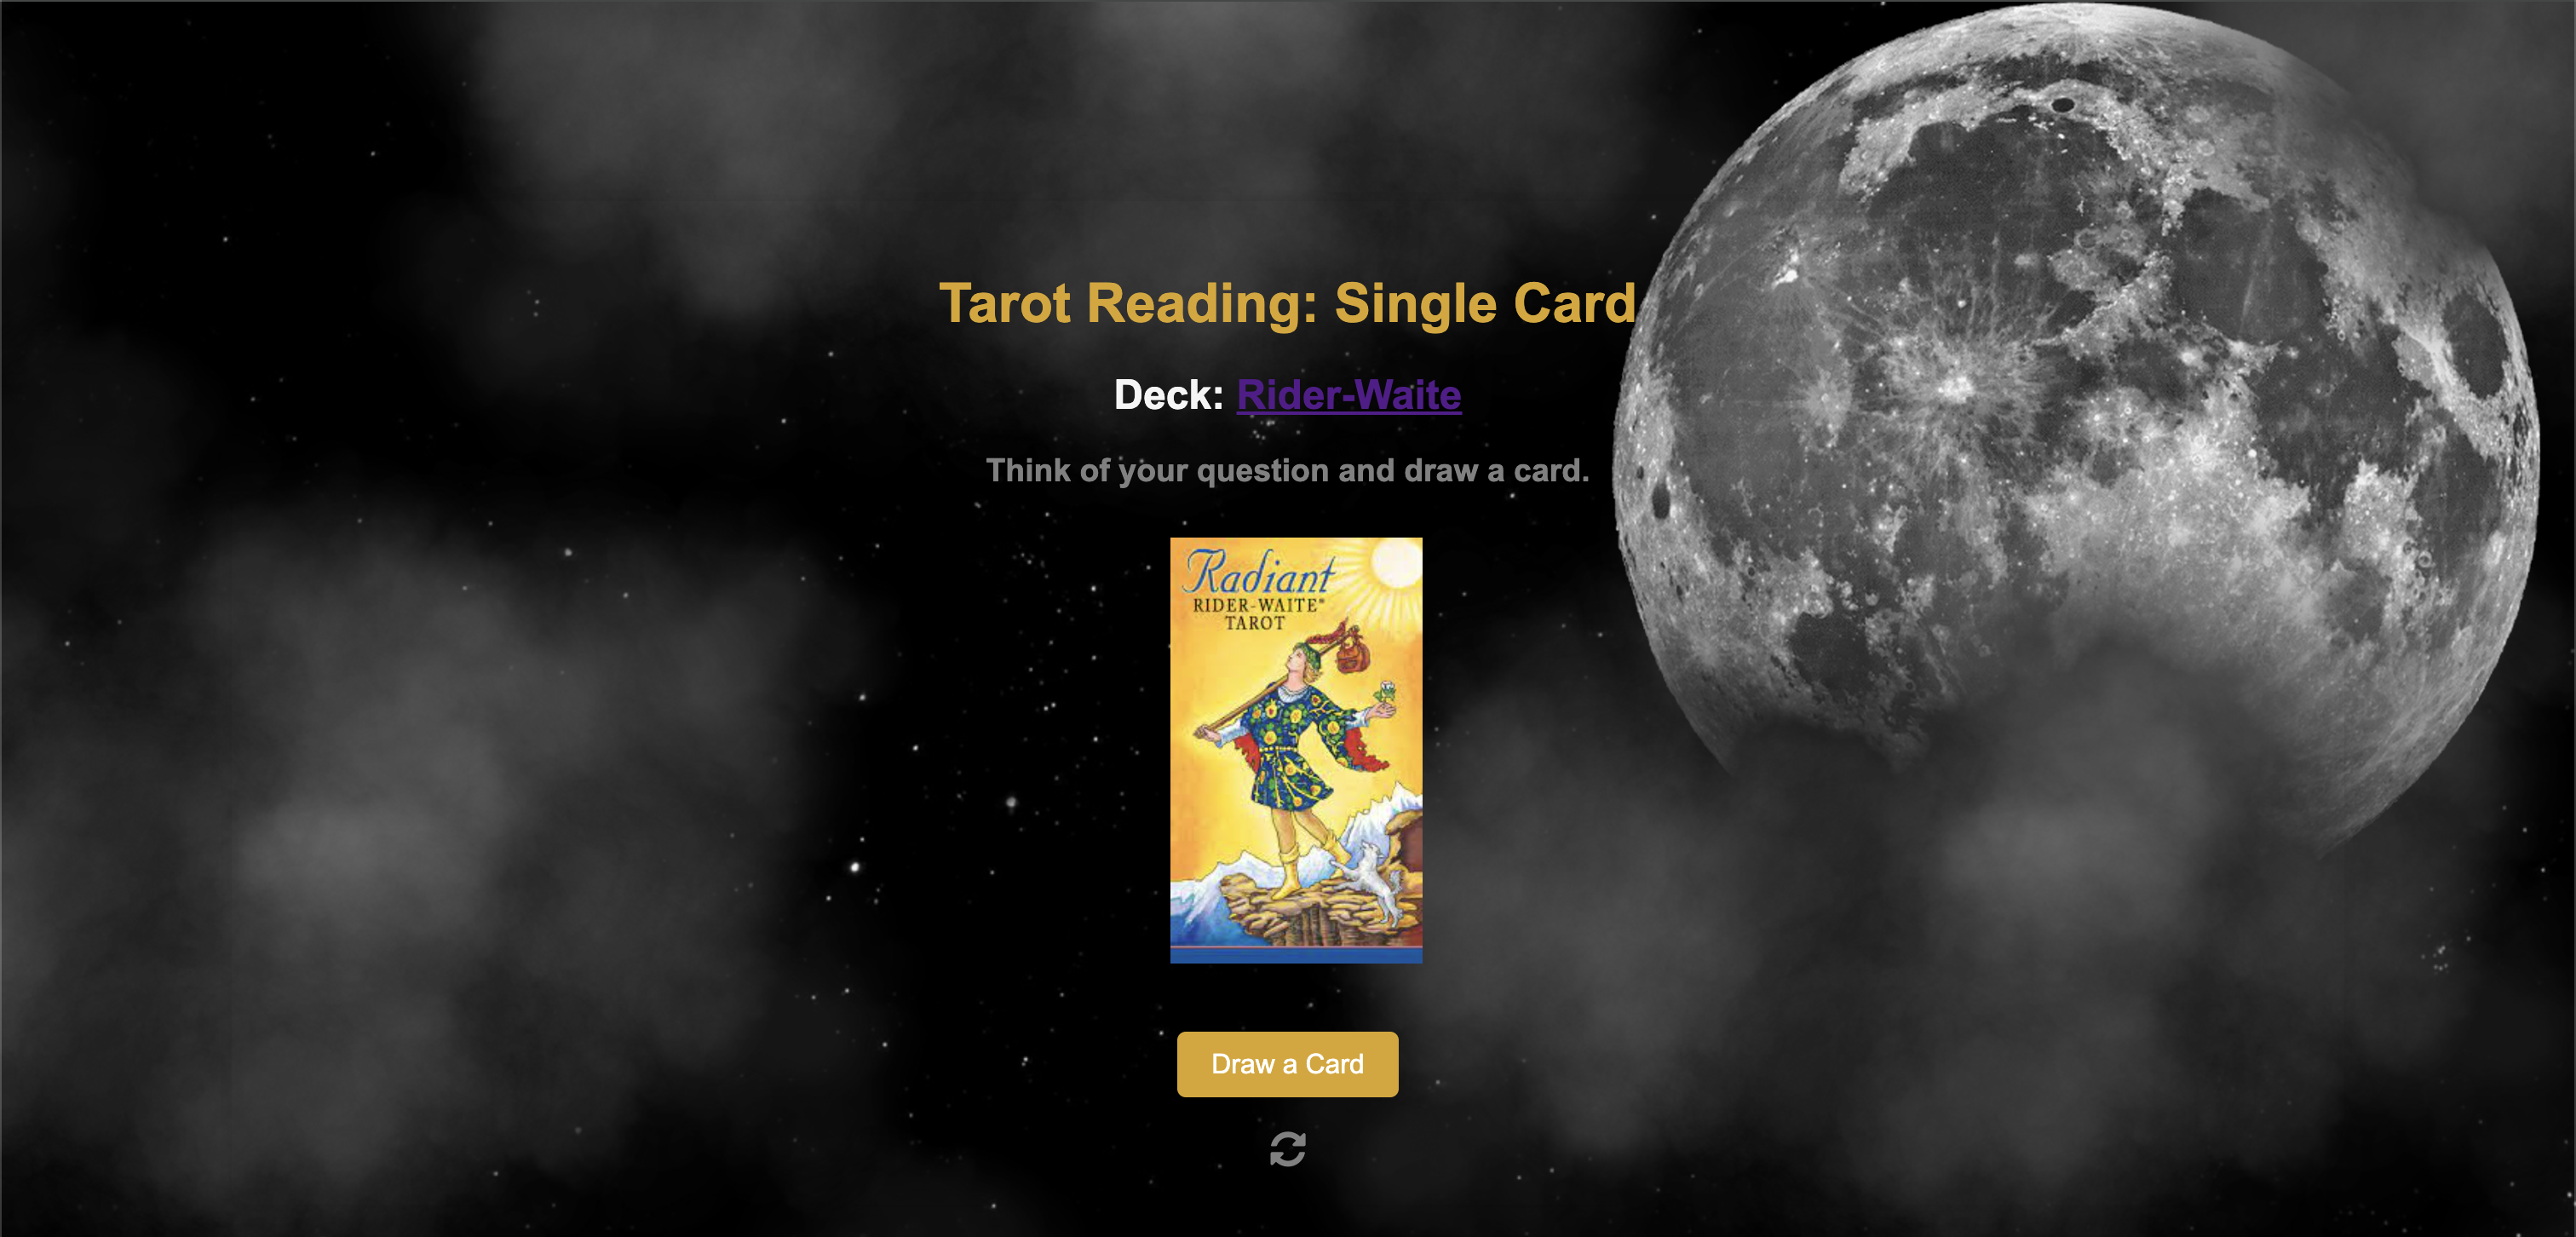 Tarot Reading: Single Card
Deck: Rider-Waite
Think of your question and draw a card.
Radiant
RIDER-WAITE®
TAROT
Draw a Card